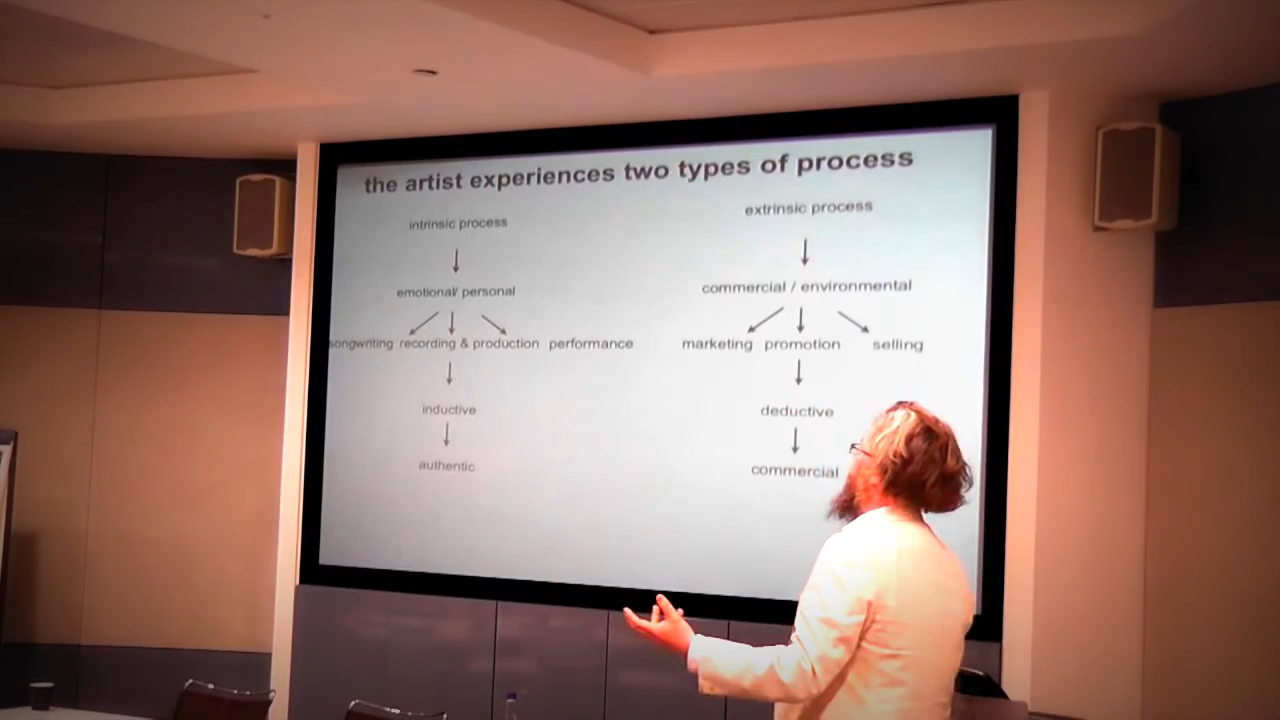 the artist experiences two types of process
intrinsic process
emotional/ personal
songwriting recording & production performance
inductive
authentic
extrinsic process
commercial / environmental
marketing promotion selling
deductive
commercial